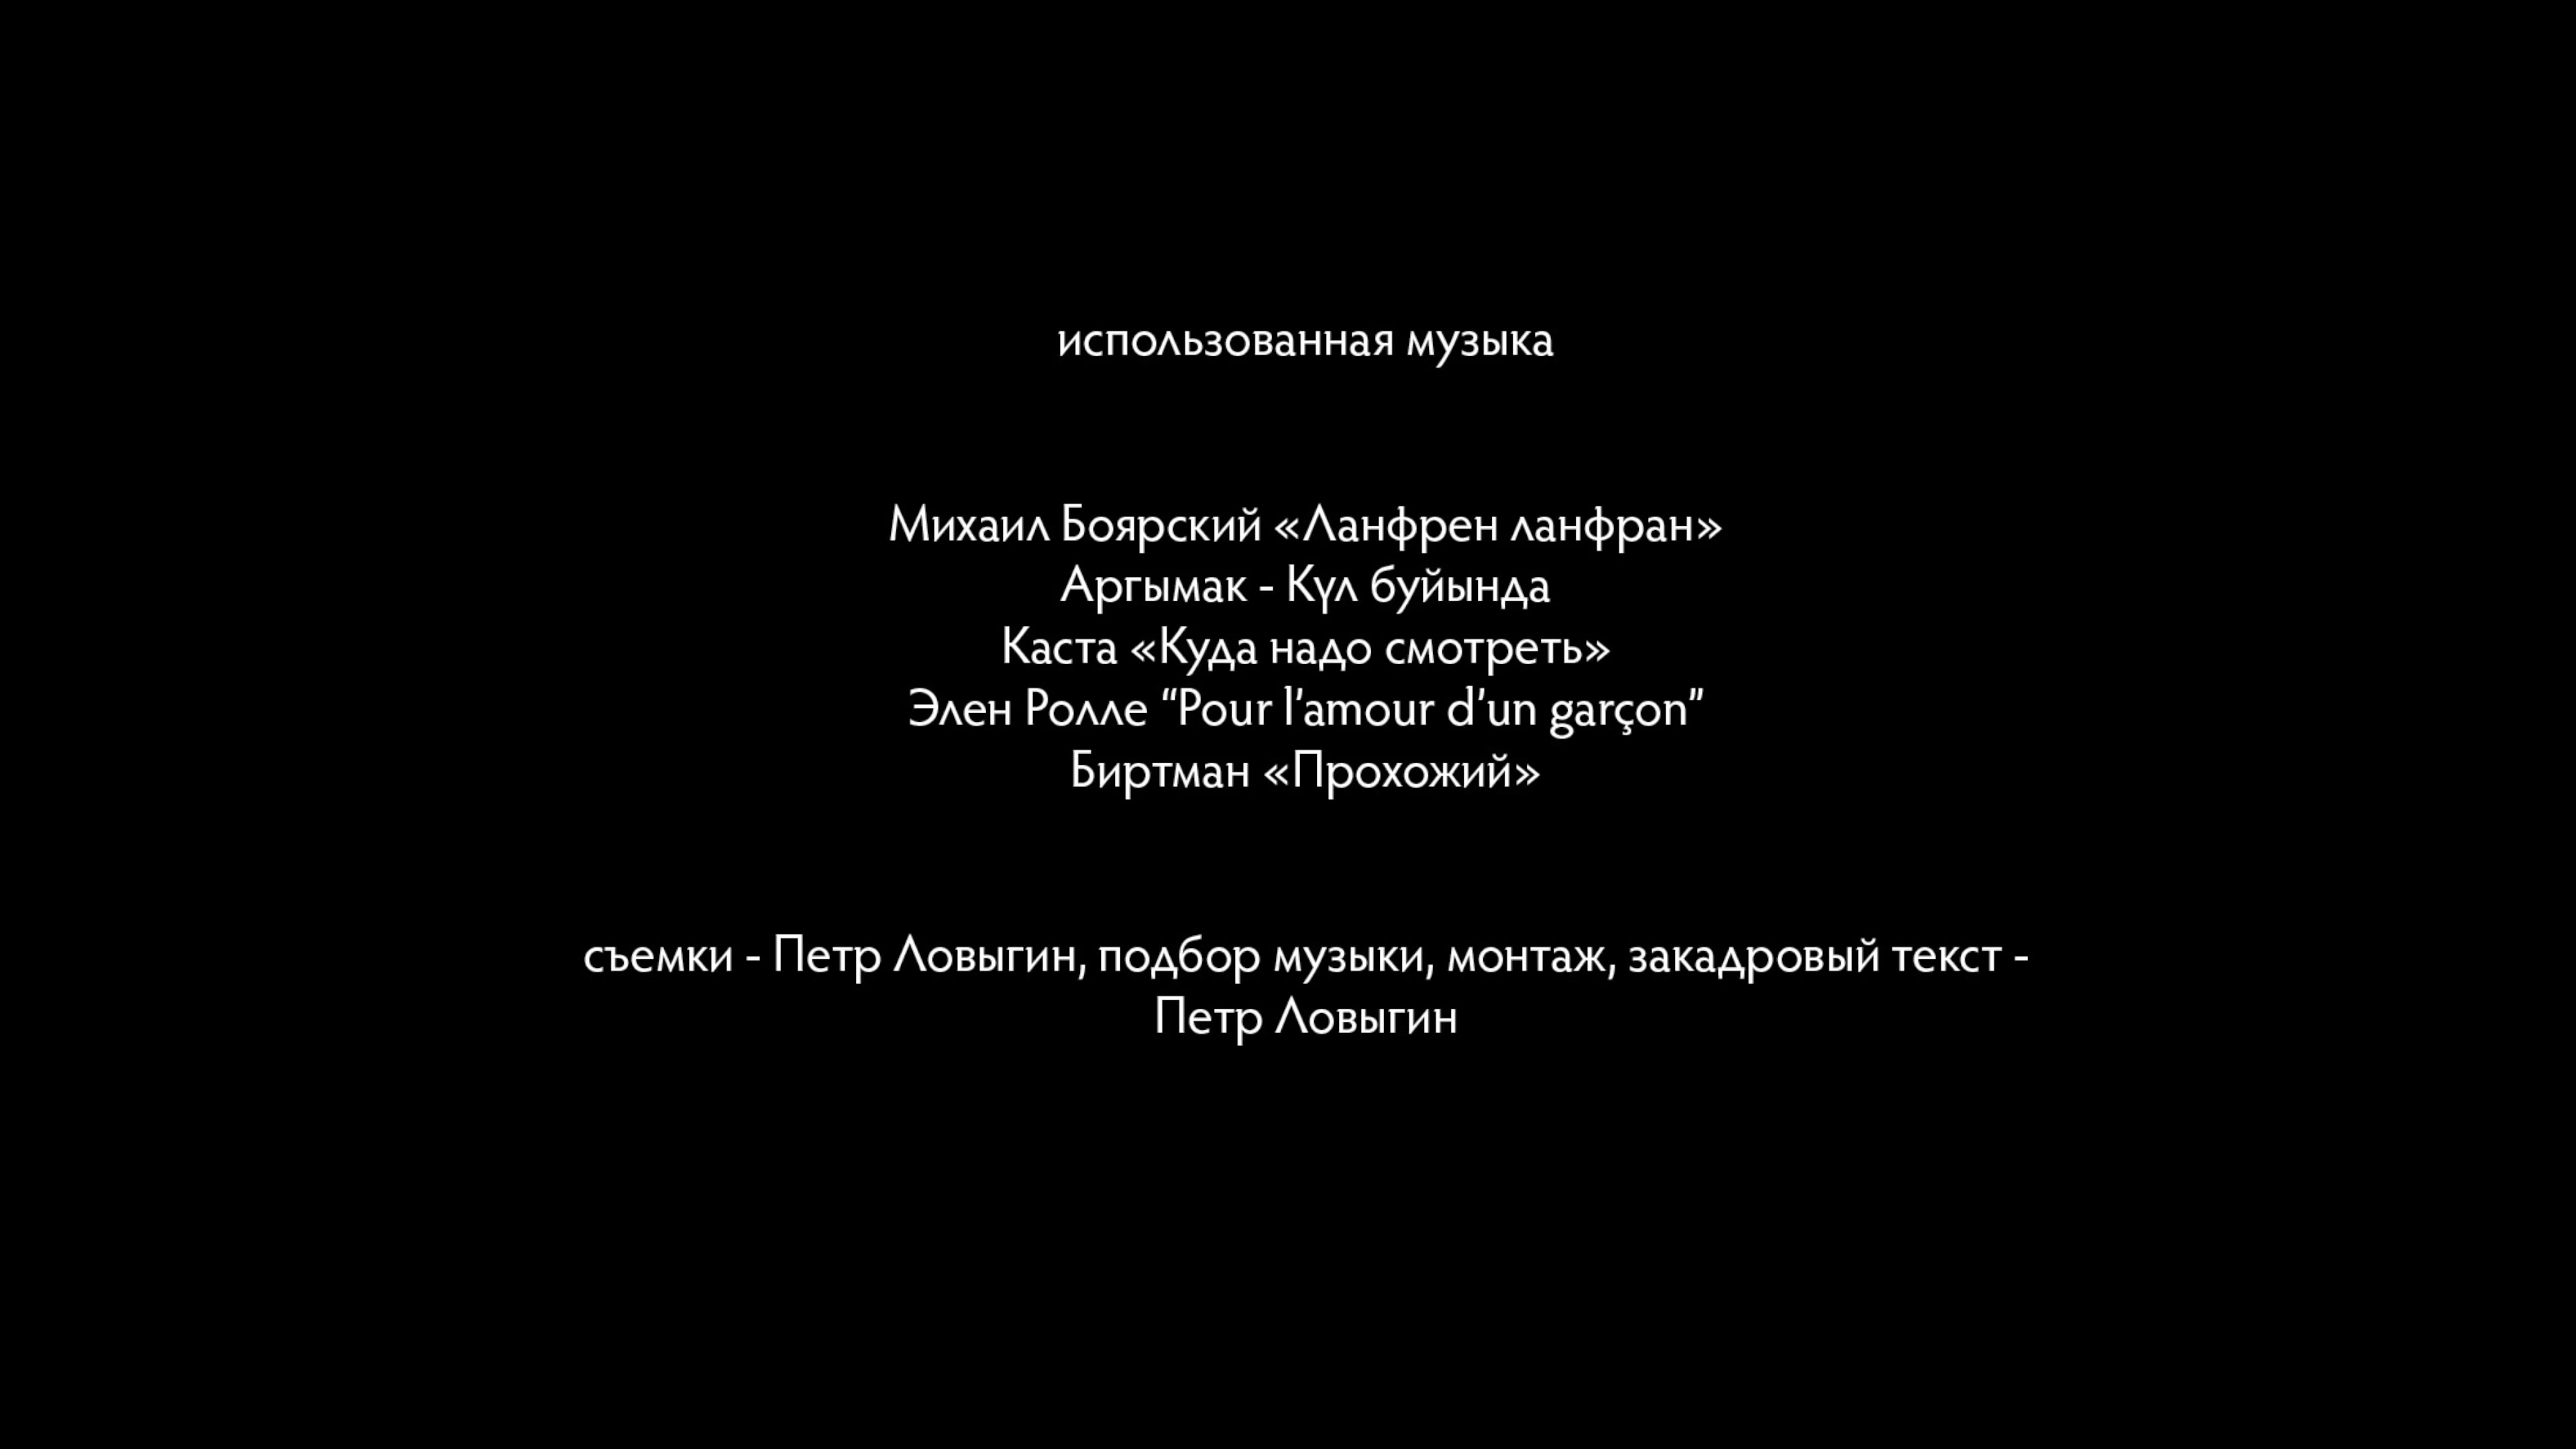 использованная музыка
Михаил Боярский «Ланфрен ланфран»
Аргымак - Күл буйында
Каста «Куда надо смотреть»
Элен Ролле “Pour l’amour d’un garçon”
Биртман «Прохожий»
съемки - Петр Ловыгин, подбор музыки, монтаж, закадровый текст -
Петр Ловыгин